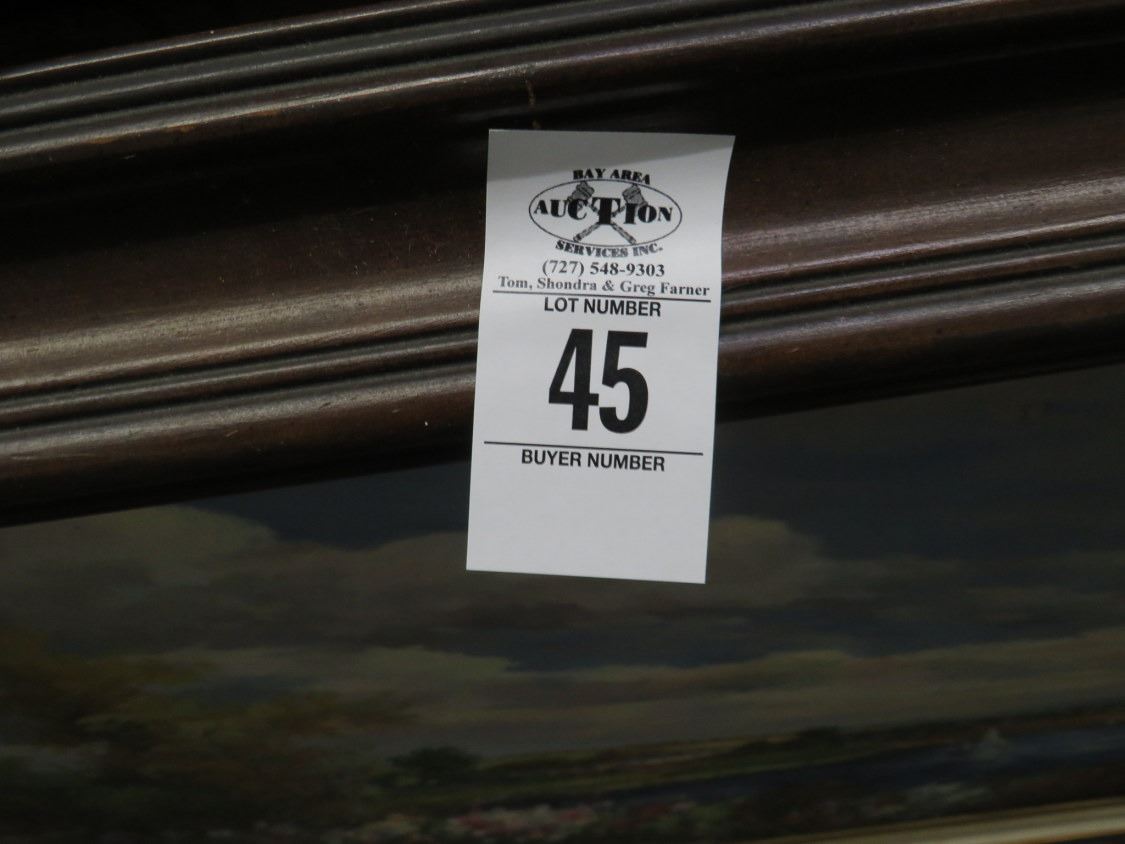 BAY AREA
AUCTION
SERVICES INC.
(727) 548-9303
Tom, Shondra & Greg Farner
LOT NUMBER
45
BUYER NUMBER